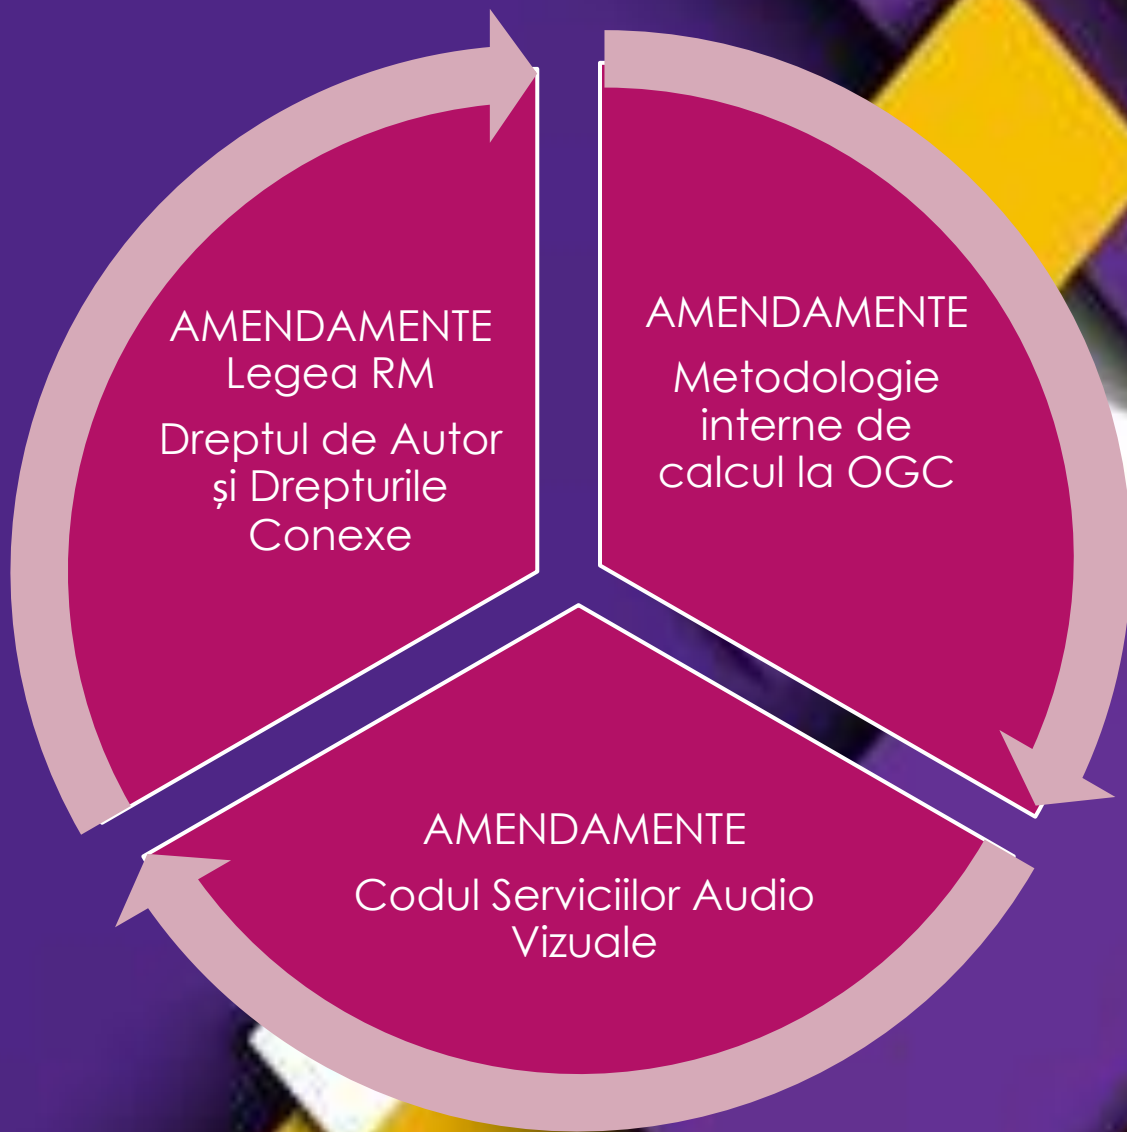 AMENDAMENTE
Legea RM
Dreptul de Autor
și Drepturile
Conexe
AMENDAMENTE
Metodologie
interne de
calcul la OGC
AMENDAMENTE
Codul Serviciilor Audio
Vizuale